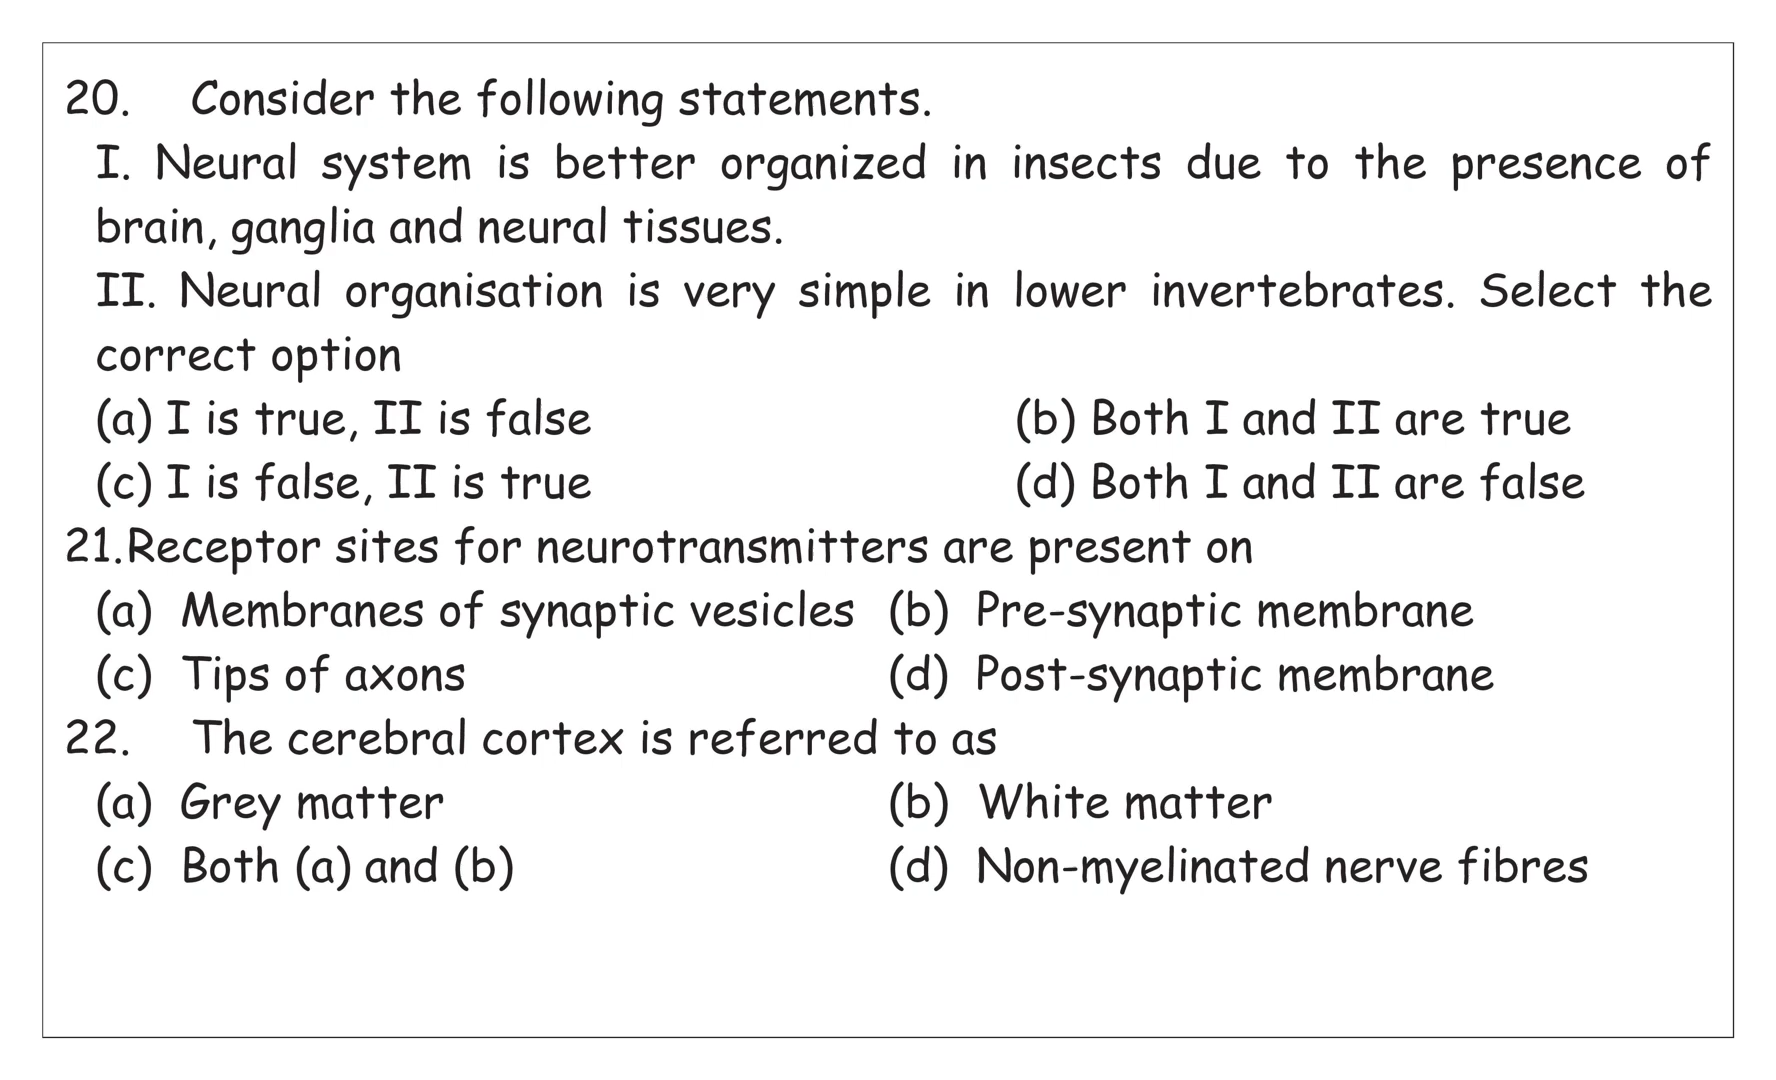 20. Consider the following statements.
I. Neural system is better organized in insects due to the presence of
brain, ganglia and neural tissues.
II. Neural organisation is very simple in lower invertebrates. Select the
correct option
(a) I is true, II is false (b) Both I and II are true
(c) I is false, II is true (d) Both I and II are false
21.Receptor sites for neurotransmitters are present on
(a) Membranes of synaptic vesicles (b) Pre-synaptic membrane
(c) Tips of axons (d) Post-synaptic membrane
22. The cerebral cortex is referred to as
(a) Grey matter (b) White matter
(c) Both (a) and (b) (d) Non-myelinated nerve fibres